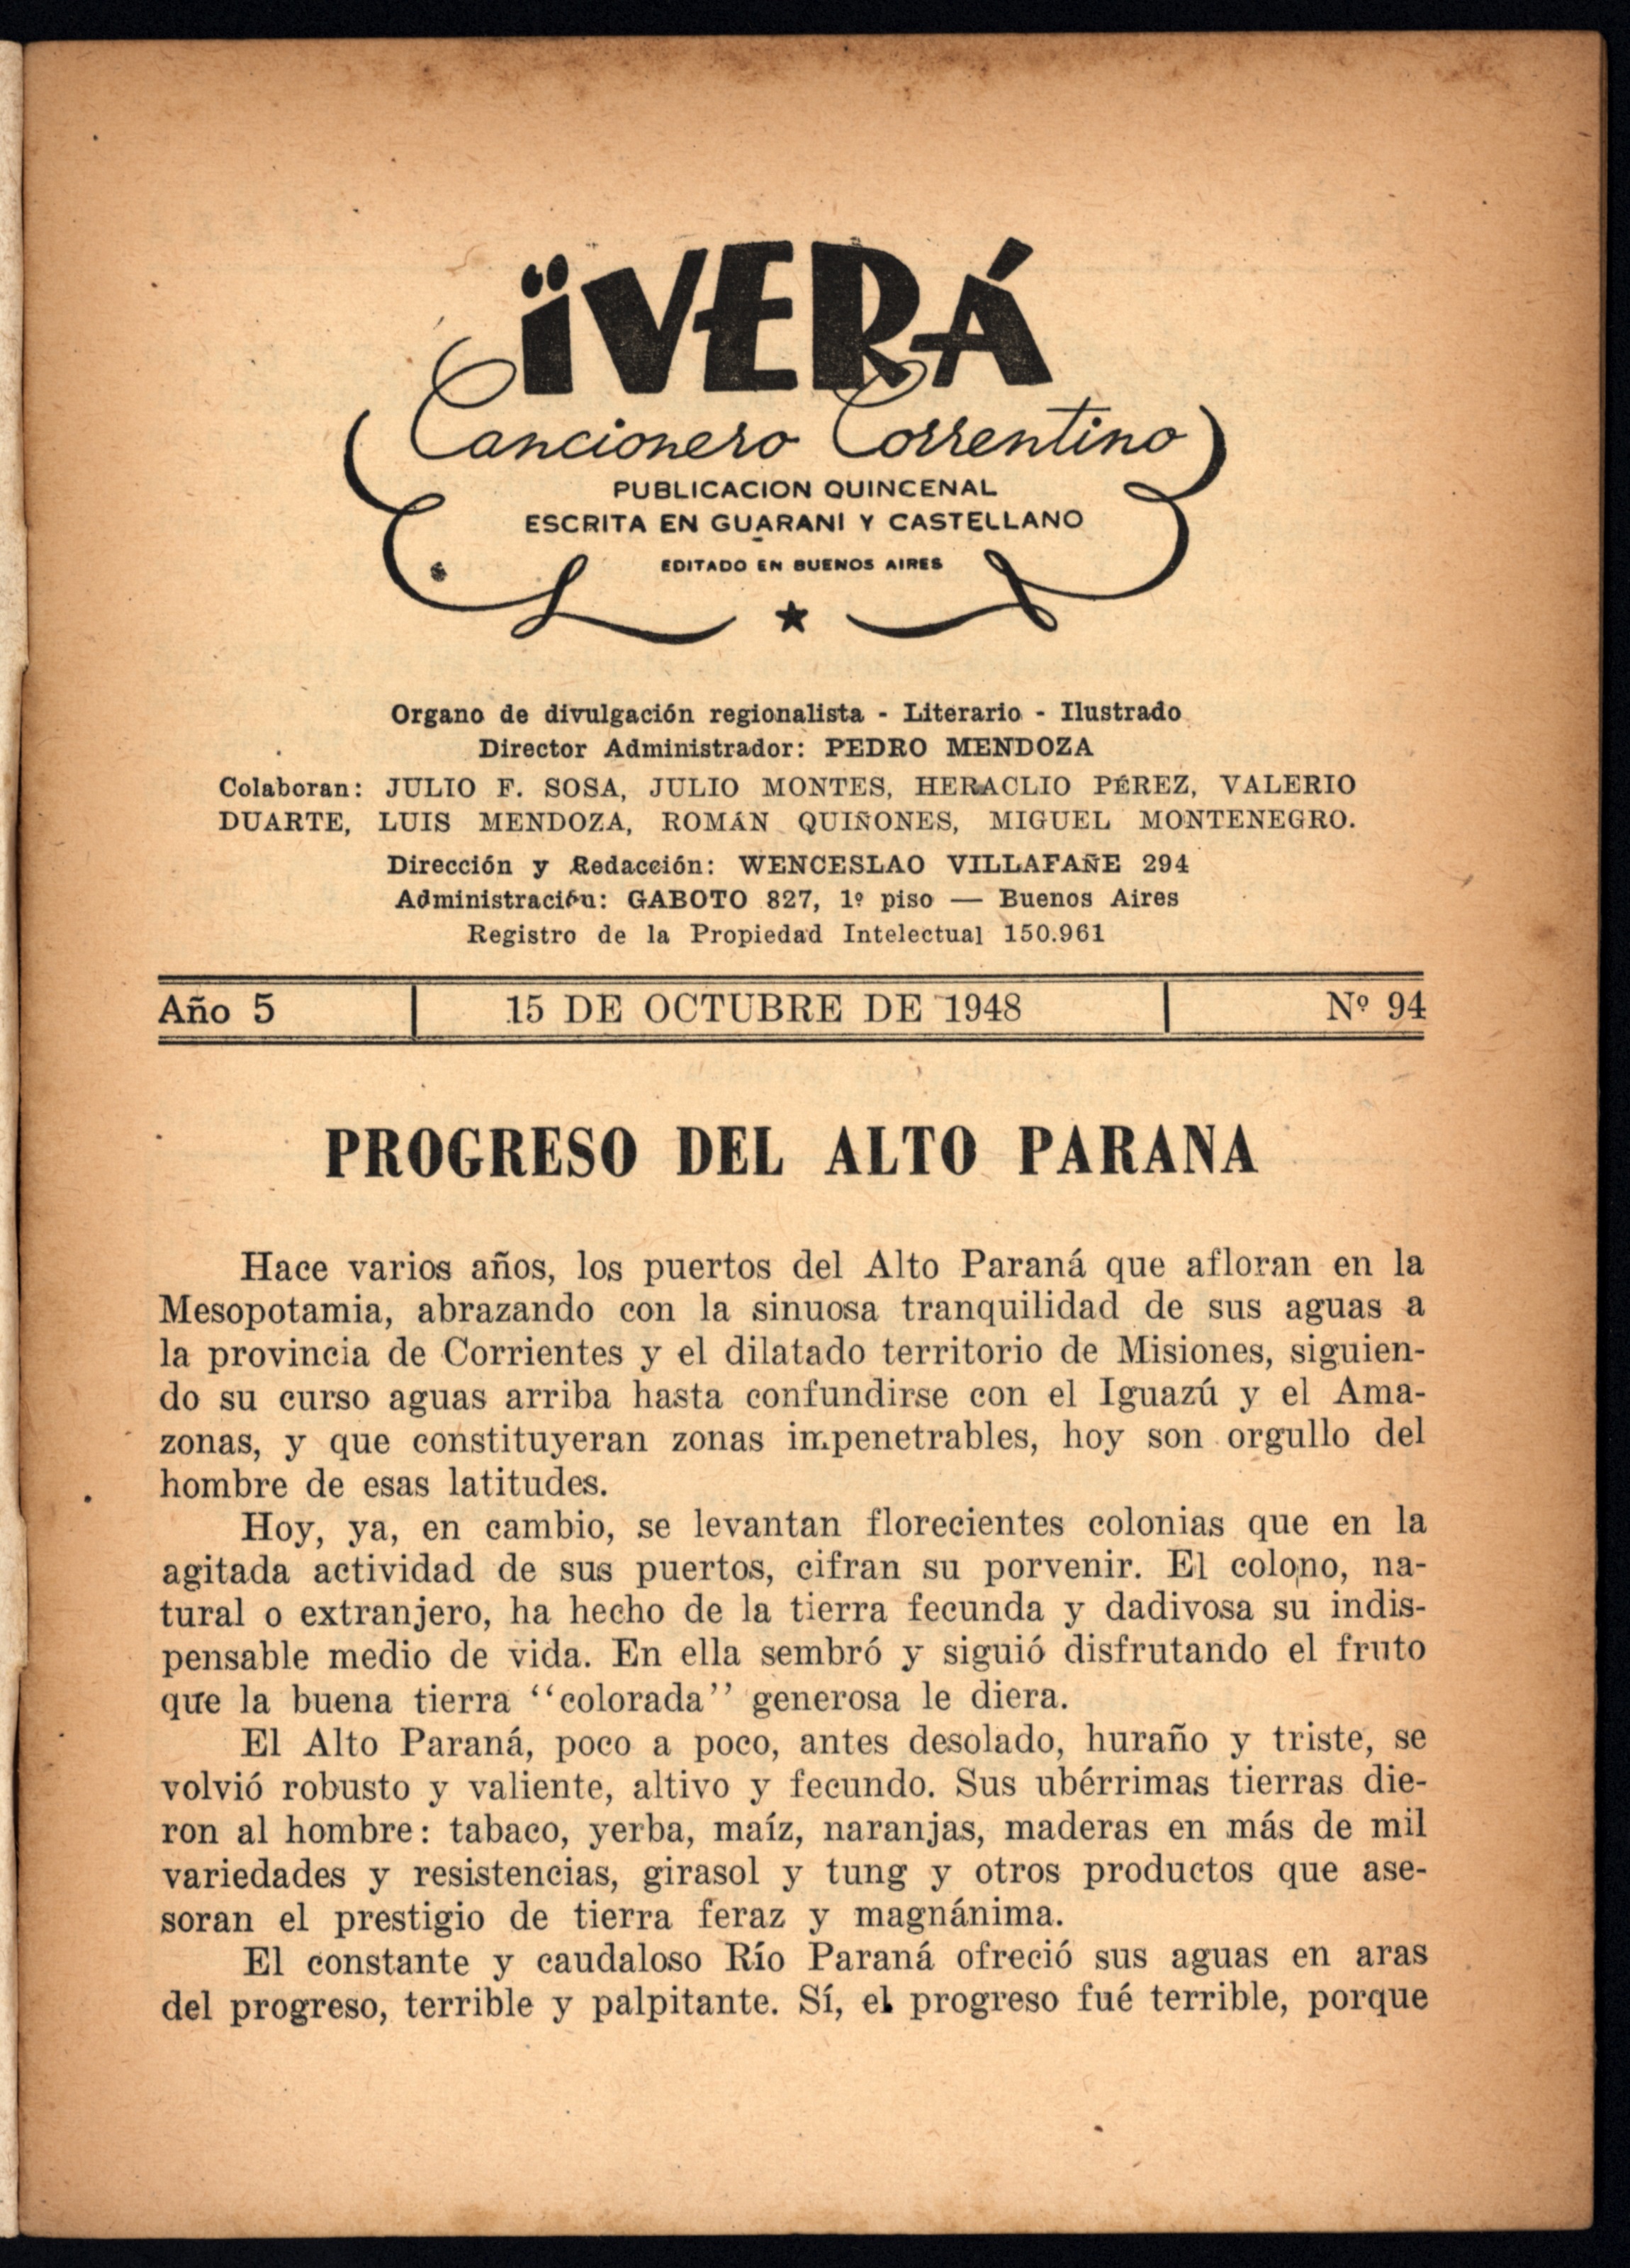 ÏVERÁ
Cancionero Correntino
PUBLICACION QUINCENAL
ESCRITA EN GUARANI Y CASTELLANO
EDITADO EN BUENOS AIRES
Organo de divulgación regionalista - Literario - Ilustrado
Director Administrador: PEDRO MENDOZA
Colaboran: JULIO F. SOSA, JULIO MONTES, HERACLIO PÉREZ, VALERIO
DUARTE, LUIS MENDOZA, ROMÁN QUIÑONES, MIGUEL MONTENEGRO.
Dirección y Redacción: WENCESLAO VILLAFAÑE 294
Administración: GABOTO 827, 1º piso — Buenos Aires
Registro de la Propiedad Intelectual 150.961
Año 5 | 15 DE OCTUBRE DE 1948 | Nº 94
PROGRESO DEL ALTO PARANA
Hace varios años, los puertos del Alto Paraná que afloran en la
Mesopotamia, abrazando con la sinuosa tranquilidad de sus aguas a
la provincia de Corrientes y el dilatado territorio de Misiones, siguien-
do su curso aguas arriba hasta confundirse con el Iguazú y el Ama-
zonas, y que constituyeran zonas impenetrables, hoy son orgullo del
hombre de esas latitudes.
Hoy, ya, en cambio, se levantan florecientes colonias que en la
agitada actividad de sus puertos, cifran su porvenir. El colono, na-
tural o extranjero, ha hecho de la tierra fecunda y dadivosa su indis-
pensable medio de vida. En ella sembró y siguió disfrutando el fruto
que la buena tierra ‘‘colorada’’ generosa le diera.
El Alto Paraná, poco a poco, antes desolado, huraño y triste, se
volvió robusto y valiente, altivo y fecundo. Sus ubérrimas tierras die-
ron al hombre: tabaco, yerba, maíz, naranjas, maderas en más de mil
variedades y resistencias, girasol y tung y otros productos que ase-
soran el prestigio de tierra feraz y magnánima.
El constante y caudaloso Río Paraná ofreció sus aguas en aras
del progreso, terrible y palpitante. Sí, el progreso fué terrible, porque